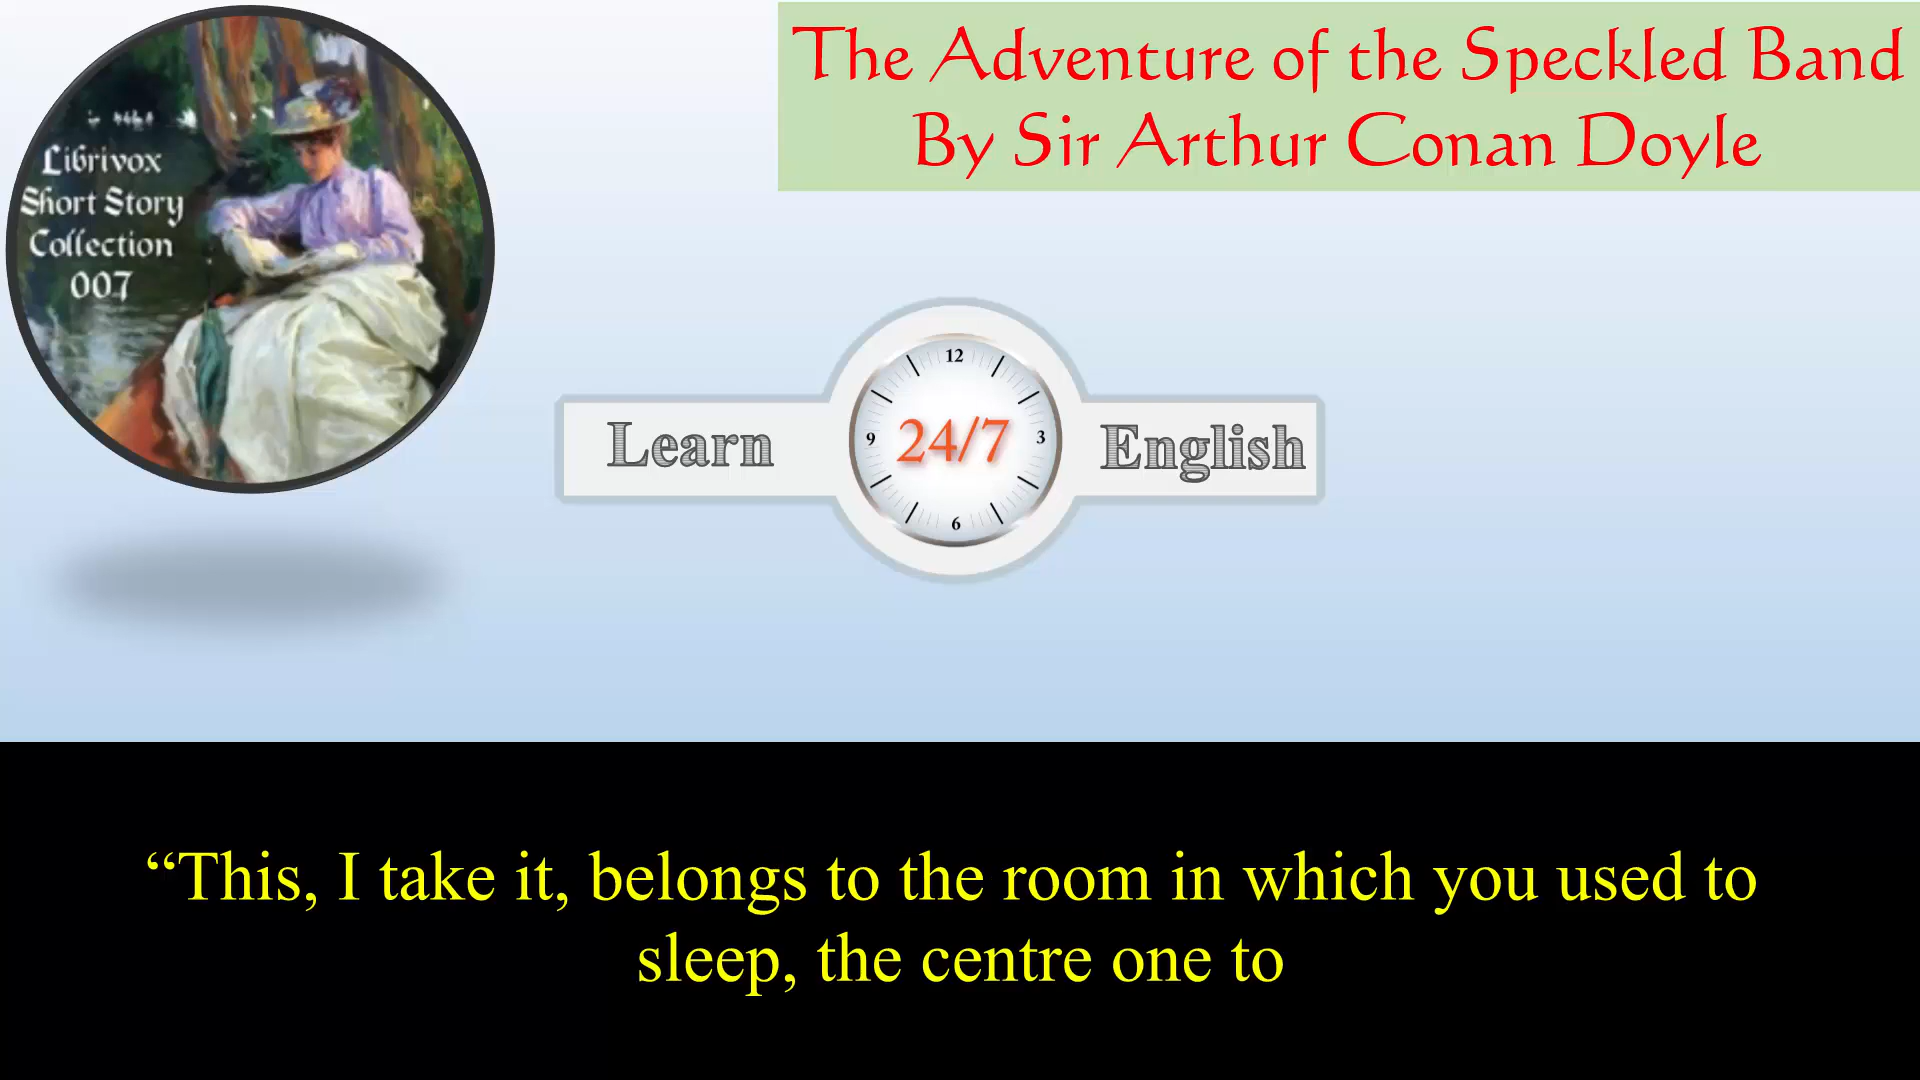 The Adventure of the Speckled Band
By Sir Arthur Conan Doyle
Librivox
Short Story
Collection
007
Learn
24/7
English
12
3
6
9
“This, I take it, belongs to the room in which you used to
sleep, the centre one to